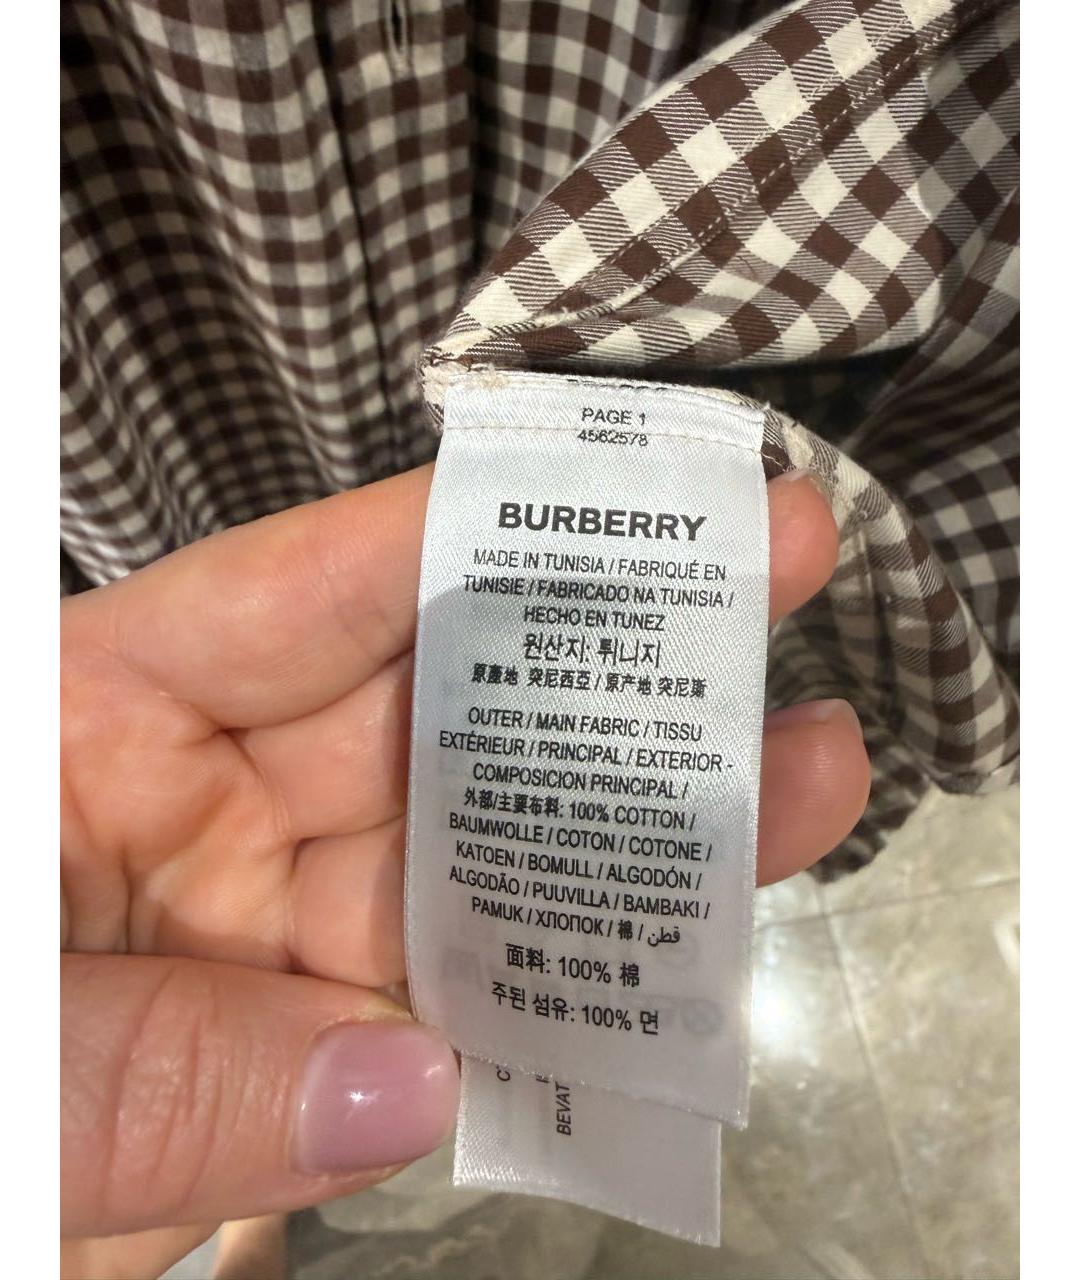 PAGE 1
4562578
BURBERRY
MADE IN TUNISIA / FABRIQUÉ EN
TUNISIE / FABRICADO NA TUNISIA /
HECHO EN TUNEZ
원산지: 튀니지
原產地 突尼西亞 / 原产地 突尼斯
OUTER / MAIN FABRIC / TISSU
EXTÉRIEUR / PRINCIPAL / EXTERIOR -
COMPOSICION PRINCIPAL /
外部/主要布料: 100% COTTON /
BAUMWOLLE / COTON / COTONE /
KATOEN / BOMULL / ALGODÓN /
ALGODÃO / PUUVILLA / BAMBAKI /
PAMUK / ХЛОПОК / 棉 / قطن
面料: 100% 棉
주된 섬유: 100% 면
BEVAT